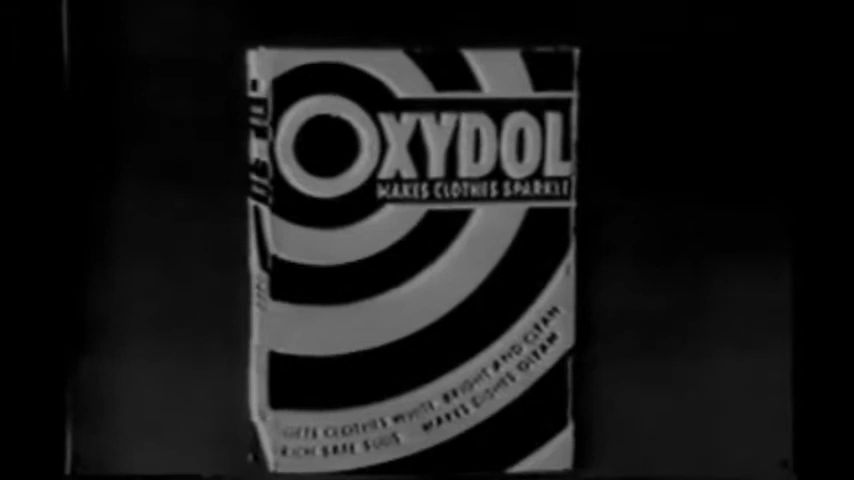 OXYDOL
MAKES CLOTHES SPARKLE
GETS CLOTHES WHITE, BRIGHT AND CLEAN
RICH SAFE SUDS MAKES DISHES GLEAM